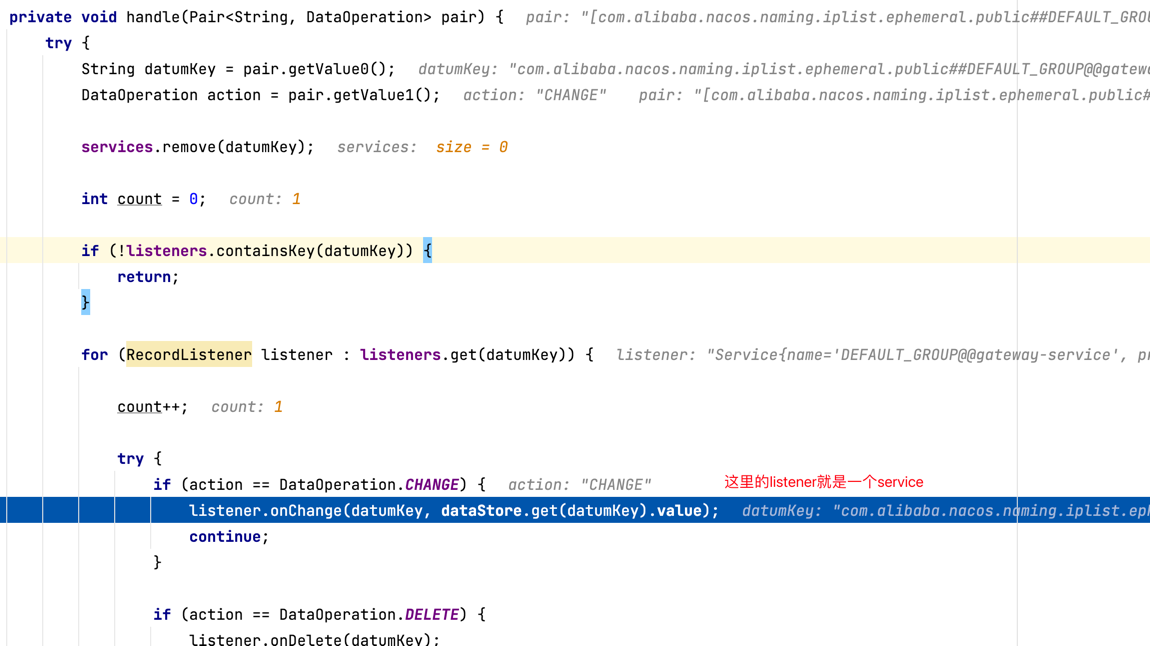 private void handle(Pair<String, DataOperation> pair) {  pair: "[com.alibaba.nacos.naming.iplist.ephemeral.public##DEFAULT_GROU
try {
String datumKey = pair.getValue0();  datumKey: "com.alibaba.nacos.naming.iplist.ephemeral.public##DEFAULT_GROUP@@gatew
DataOperation action = pair.getValue1();  action: "CHANGE"  pair: "[com.alibaba.nacos.naming.iplist.ephemeral.public#
services.remove(datumKey);  services:  size = 0
int count = 0;  count: 1
if (!listeners.containsKey(datumKey)) {
return;
}
for (RecordListener listener : listeners.get(datumKey)) {  listener: "Service{name='DEFAULT_GROUP@@gateway-service', p
count++;  count: 1
try {
if (action == DataOperation.CHANGE) {  action: "CHANGE"  这里的listener就是一个service
listener.onChange(datumKey, dataStore.get(datumKey).value);  datumKey: "com.alibaba.nacos.naming.iplist.ep
continue;
}
if (action == DataOperation.DELETE) {
listener.onDelete(datumKey);